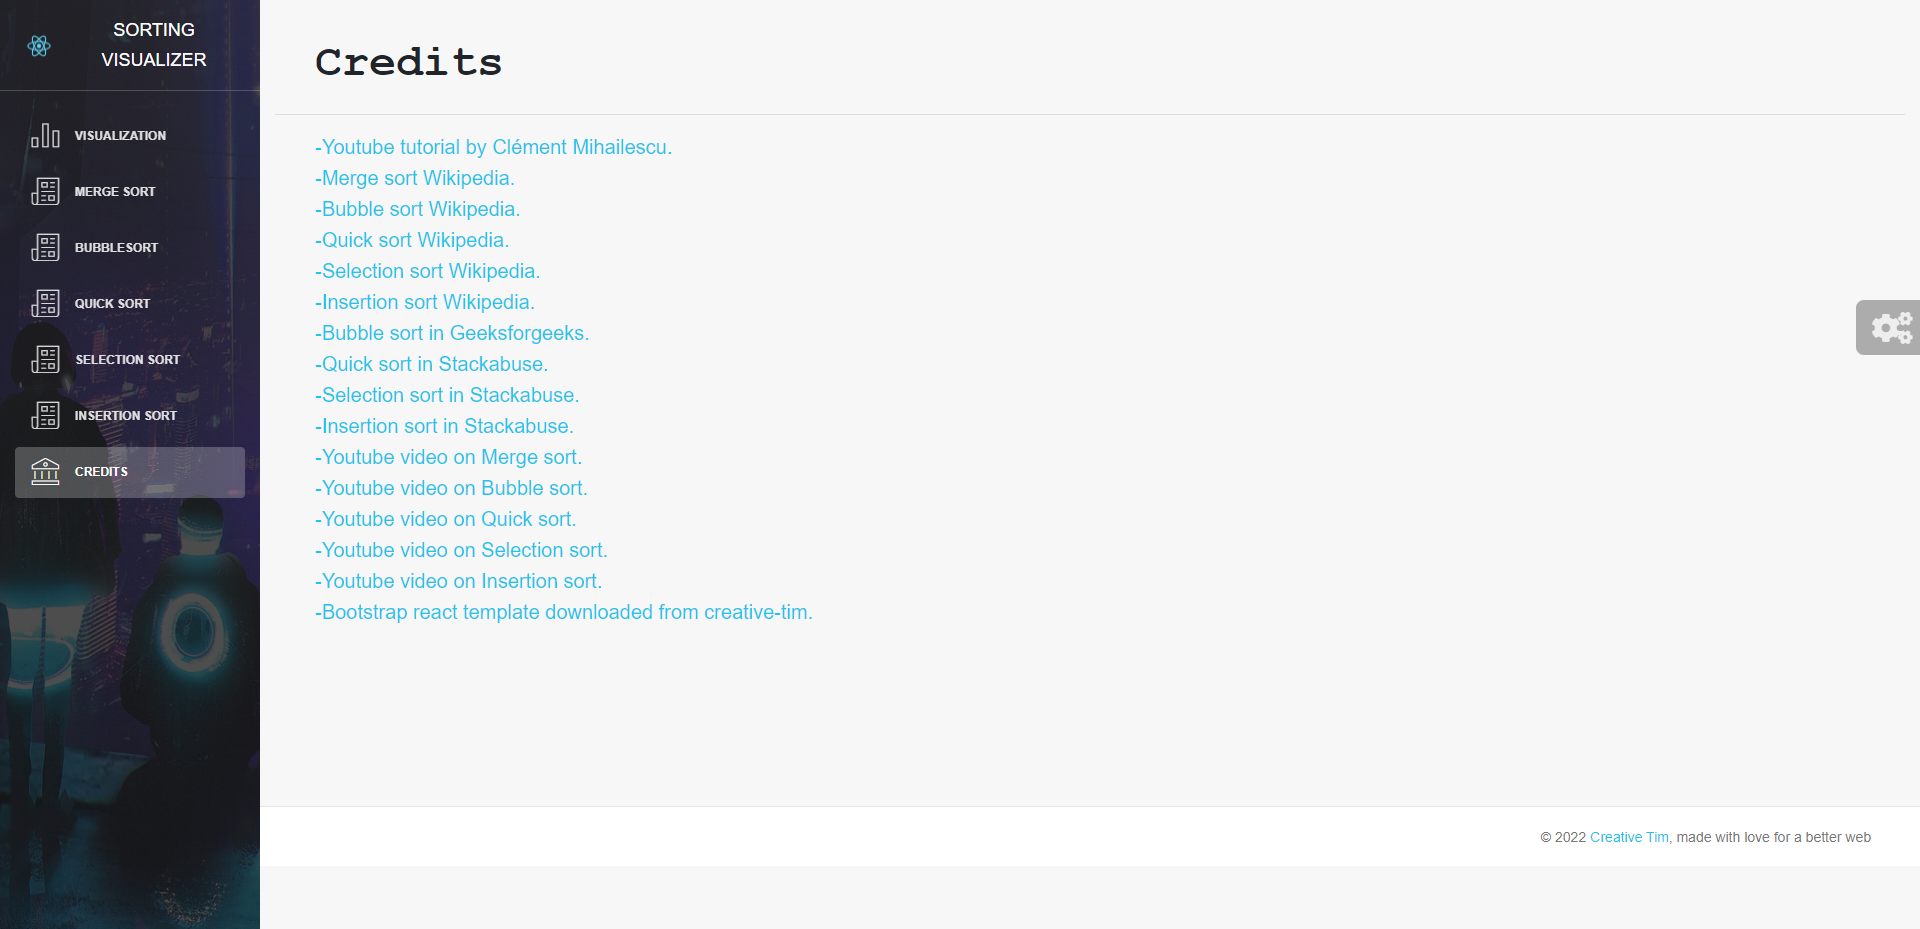 SORTING
VISUALIZER
VISUALIZATION
MERGE SORT
BUBBLESORT
QUICK SORT
SELECTION SORT
INSERTION SORT
CREDITS
Credits
-Youtube tutorial by Clément Mihailescu.
-Merge sort Wikipedia.
-Bubble sort Wikipedia.
-Quick sort Wikipedia.
-Selection sort Wikipedia.
-Insertion sort Wikipedia.
-Bubble sort in Geeksforgeeks.
-Quick sort in Stackabuse.
-Selection sort in Stackabuse.
-Insertion sort in Stackabuse.
-Youtube video on Merge sort.
-Youtube video on Bubble sort.
-Youtube video on Quick sort.
-Youtube video on Selection sort.
-Youtube video on Insertion sort.
-Bootstrap react template downloaded from creative-tim.
© 2022 Creative Tim, made with love for a better web